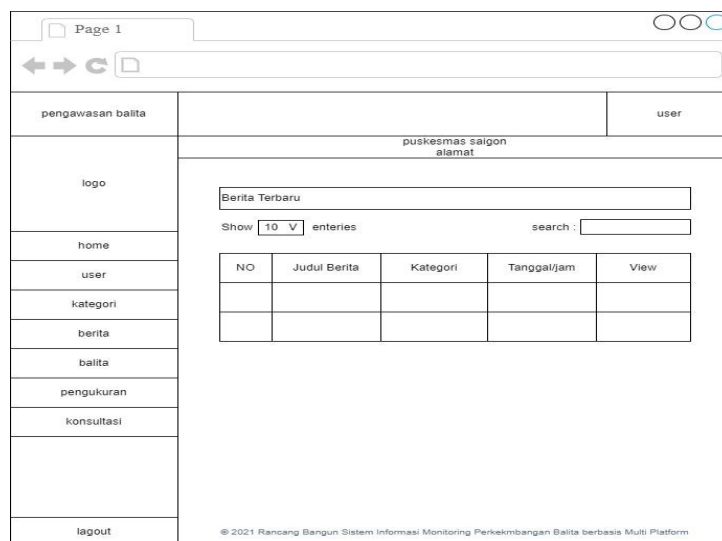 Page 1
pengawasan balita
user
puskesmas saigon
alamat
logo
home
user
kategori
berita
balita
pengukuran
konsultasi
lagout
Berita Terbaru
Show 10 V enteries
search :
NO Judul Berita Kategori Tanggal/jam View
© 2021 Rancang Bangun Sistem Informasi Monitoring Perkekmbangan Balita berbasis Multi Platform